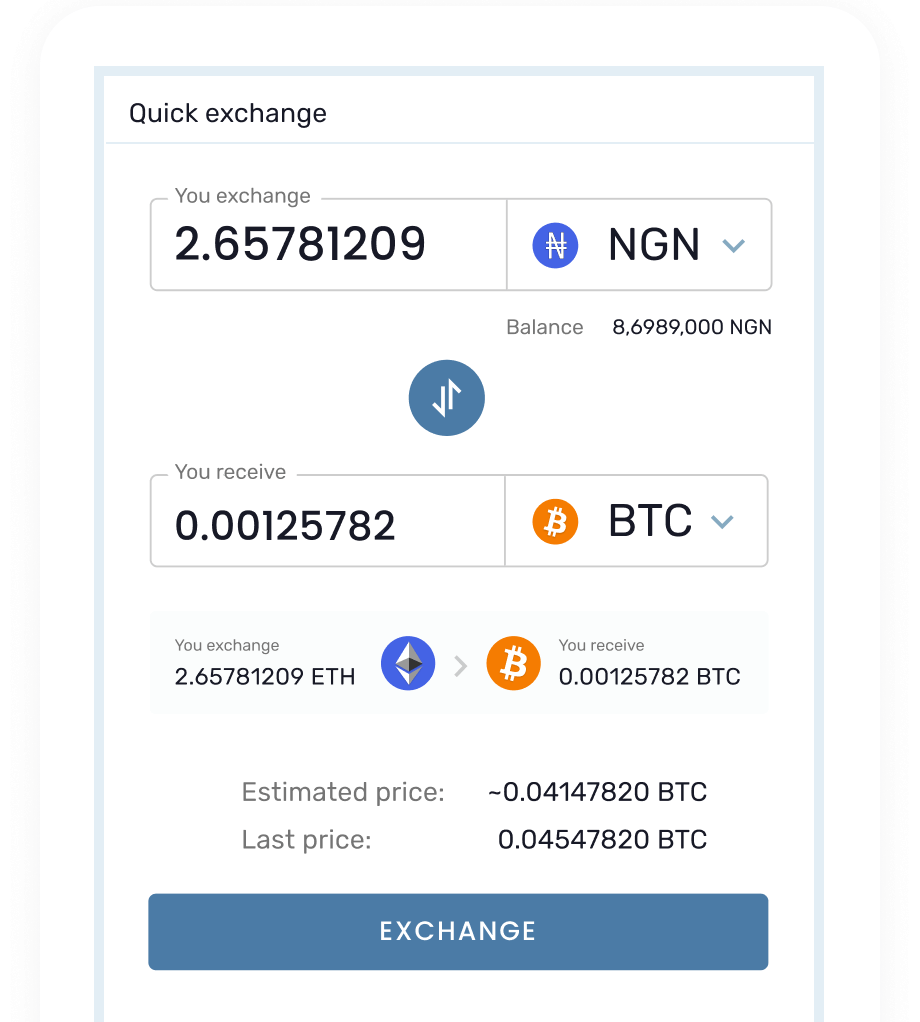 Quick exchange
You exchange
2.65781209
NGN
Balance 8,6989,000 NGN
You receive
0.00125782
BTC
You exchange
2.65781209 ETH
You receive
0.00125782 BTC
Estimated price: ~0.04147820 BTC
Last price: 0.04547820 BTC
EXCHANGE